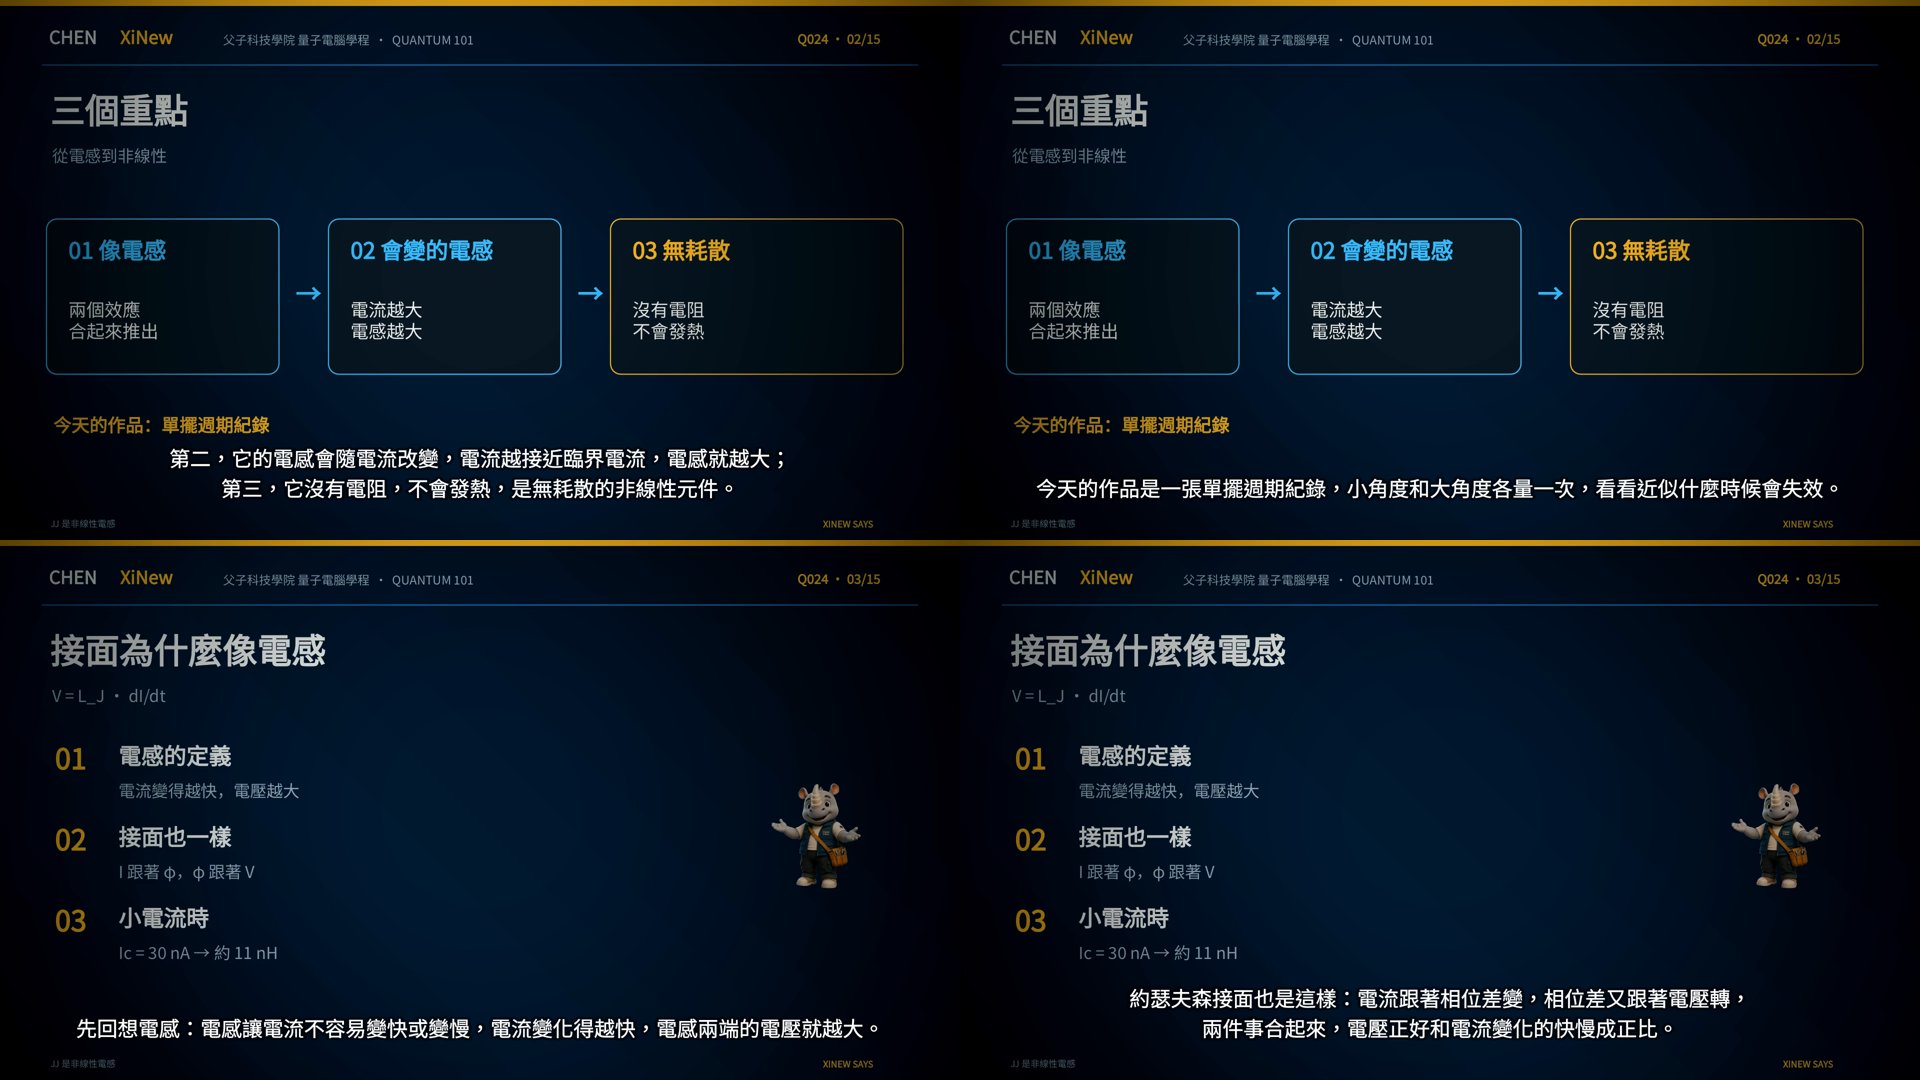 CHEN XiNew 父子科技學院 量子電腦學程 · QUANTUM 101 Q024 · 02/15
三個重點
從電感到非線性
01 像電感
兩個效應
合起來推出
→
02 會變的電感
電流越大
電感越大
→
03 無耗散
沒有電阻
不會發熱
今天的作品：單擺週期紀錄
第二，它的電感會隨電流改變，電流越接近臨界電流，電感就越大；
第三，它沒有電阻，不會發熱，是無耗散的非線性元件。
JJ 是非線性電感 XINEW SAYS
CHEN XiNew 父子科技學院 量子電腦學程 · QUANTUM 101 Q024 · 02/15
三個重點
從電感到非線性
01 像電感
兩個效應
合起來推出
→
02 會變的電感
電流越大
電感越大
→
03 無耗散
沒有電阻
不會發熱
今天的作品：單擺週期紀錄
今天的作品是一張單擺週期紀錄，小角度和大角度各量一次，看看近似什麼時候會失效。
JJ 是非線性電感 XINEW SAYS
CHEN XiNew 父子科技學院 量子電腦學程 · QUANTUM 101 Q024 · 03/15
接面為什麼像電感
V = L_J · dI/dt
01 電感的定義
電流變得越快，電壓越大
02 接面也一樣
I 跟著 φ，φ 跟著 V
03 小電流時
Ic = 30 nA → 約 11 nH
先回想電感：電感讓電流不容易變快或變慢，電流變化得越快，電感兩端的電壓就越大。
JJ 是非線性電感 XINEW SAYS
CHEN XiNew 父子科技學院 量子電腦學程 · QUANTUM 101 Q024 · 03/15
接面為什麼像電感
V = L_J · dI/dt
01 電感的定義
電流變得越快，電壓越大
02 接面也一樣
I 跟著 φ，φ 跟著 V
03 小電流時
Ic = 30 nA → 約 11 nH
約瑟夫森接面也是這樣：電流跟著相位差變，相位差又跟著電壓轉，
兩件事合起來，電壓正好和電流變化的快慢成正比。
JJ 是非線性電感 XINEW SAYS